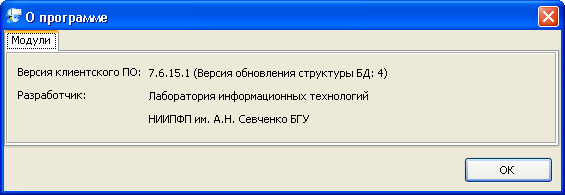 О программе
Модули
Версия клиентского ПО: 7.6.15.1 (Версия обновления структуры БД: 4)
Разработчик: Лаборатория информационных технологий
НИИПФП им. А.Н. Севченко БГУ
OK